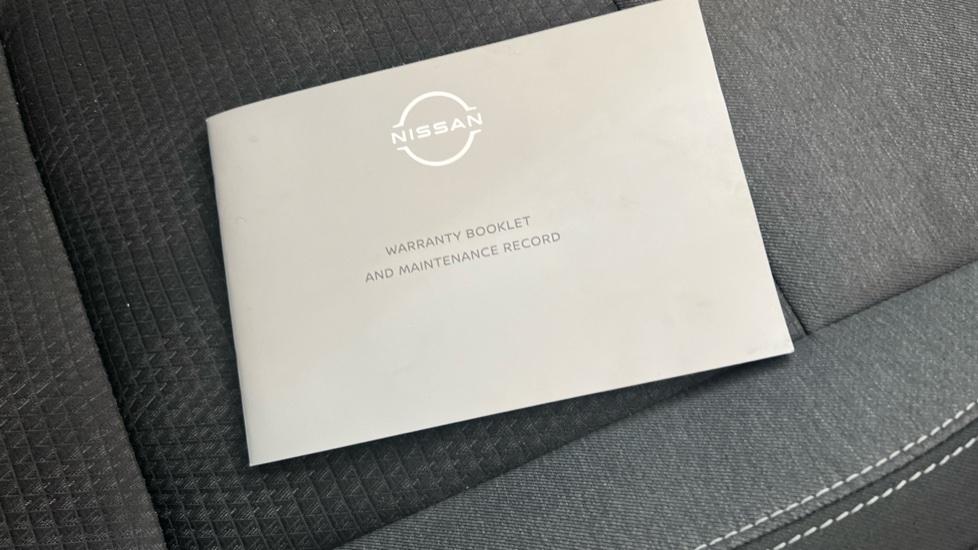 NISSAN
WARRANTY BOOKLET
AND MAINTENANCE RECORD